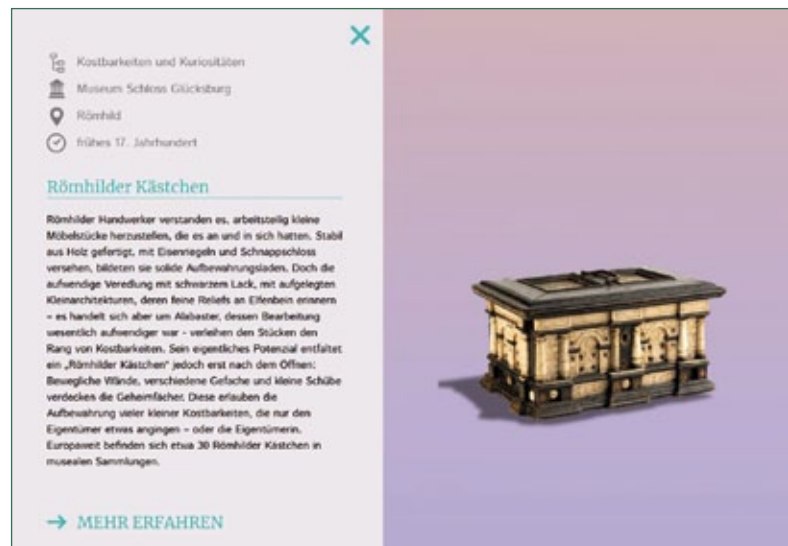 Kostbarkeiten und Kuriositäten
Museum Schloss Glücksburg
Römhild
frühes 17. Jahrhundert
Römhilder Kästchen
Römhilder Handwerker verstanden es, arbeitsteilig kleine
Möbelstücke herzustellen, die es an und in sich hatten. Stabil
aus Holz gefertigt, mit Eisenriegeln und Schnappschloss
versehen, bildeten sie solide Aufbewahrungsladen. Doch die
aufwendige Veredlung mit schwarzem Lack, mit aufgelegten
Kleinarchitekturen, deren feine Reliefs an Elfenbein erinnern
– es handelt sich aber um Alabaster, dessen Bearbeitung
wesentlich aufwendiger war – verleihen den Stücken den
Rang von Kostbarkeiten. Sein eigentliches Potenzial entfaltet
ein „Römhilder Kästchen" jedoch erst nach dem Öffnen:
Bewegliche Wände, verschiedene Gefache und kleine Schübe
verdecken die Geheimfächer. Diese erlauben die
Aufbewahrung vieler kleiner Kostbarkeiten, die nur den
Eigentümer etwas angingen – oder die Eigentümerin.
Europaweit befinden sich etwa 30 Römhilder Kästchen in
musealen Sammlungen.
→ MEHR ERFAHREN